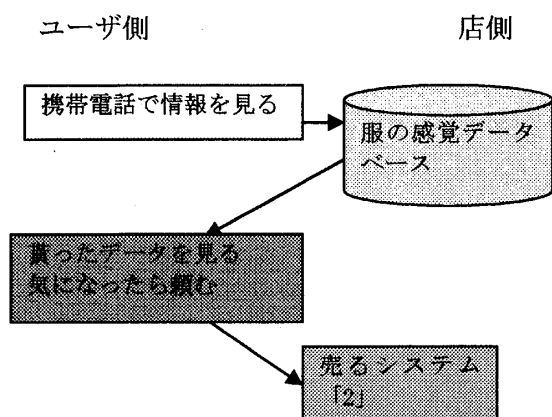 ユーザ側
店側
携帯電話で情報を見る
服の感覚データ
ベース
貰ったデータを見る
気になったら頼む
売るシステム
「2」